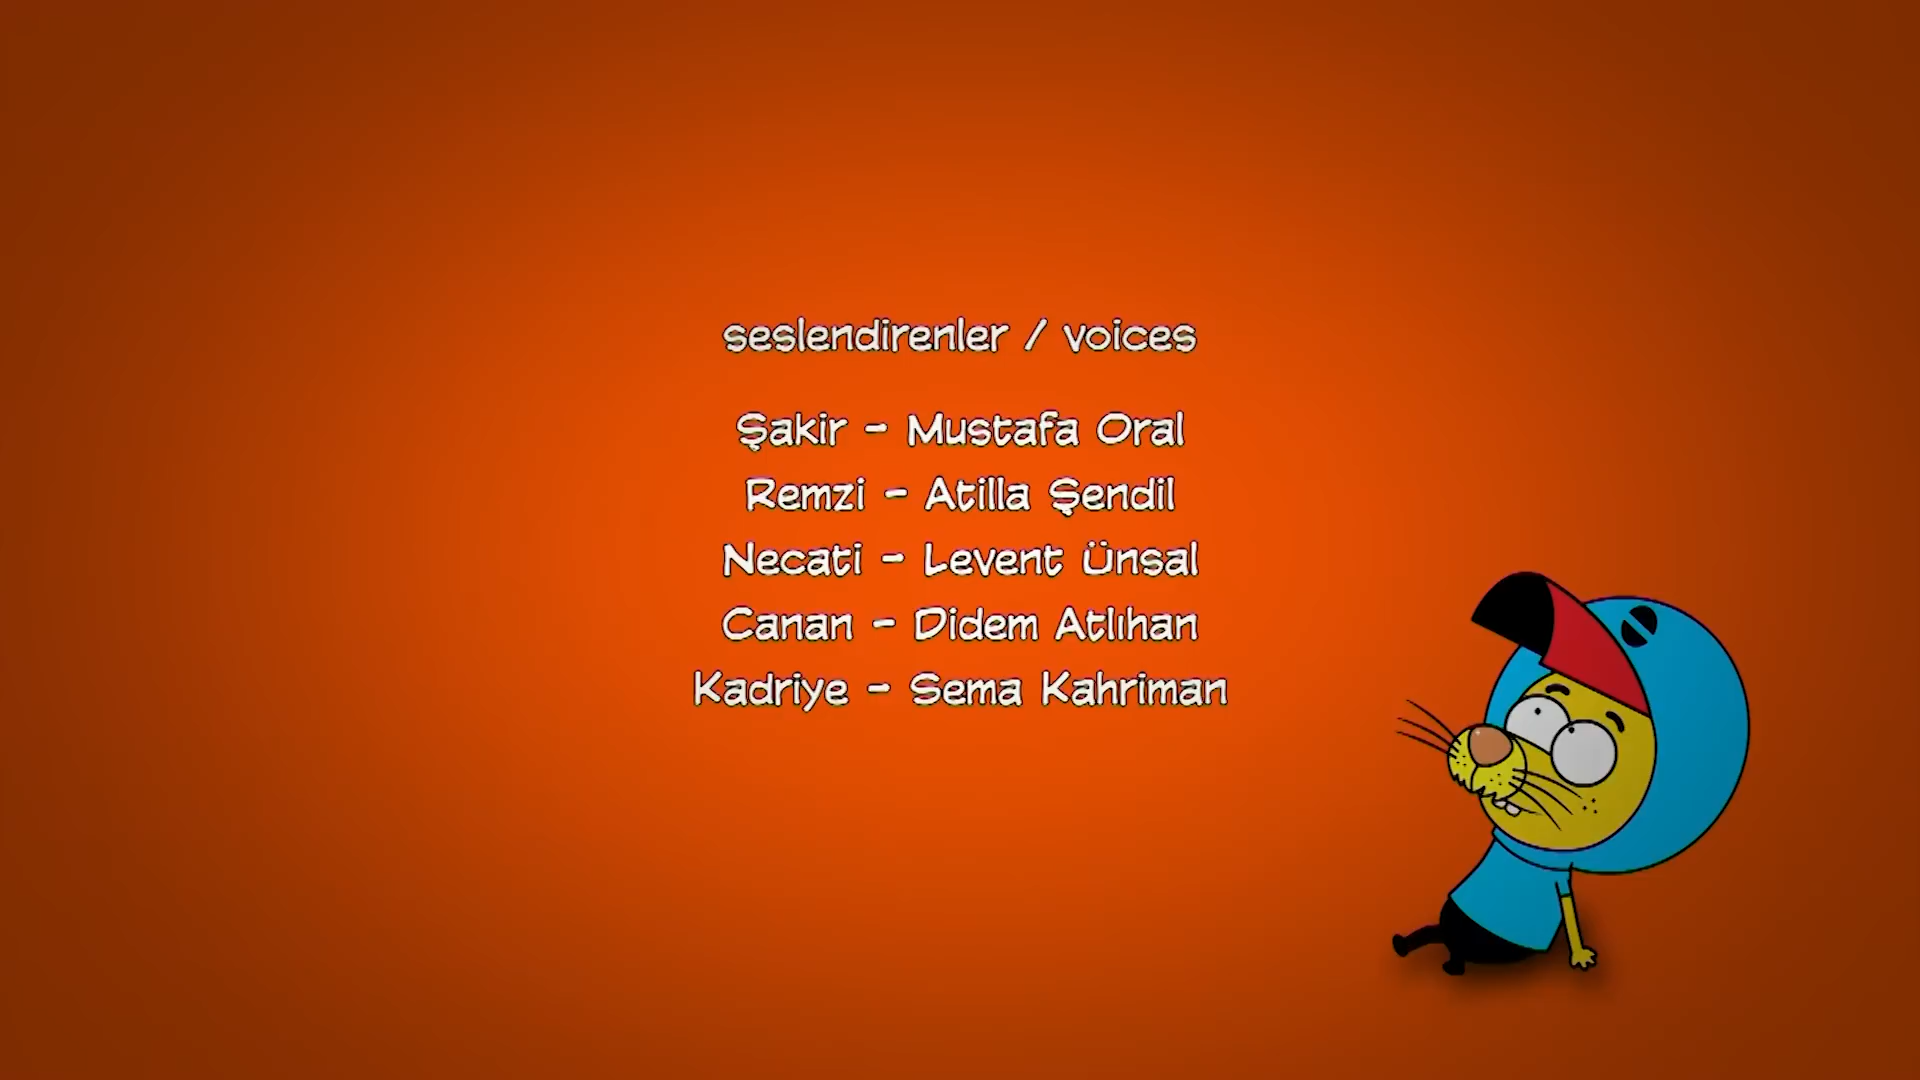 seslendirenler / voices
Şakir - Mustafa Oral
Remzi - Atilla Şendil
Necati - Levent Ünsal
Canan - Didem Atlıhan
Kadriye - Sema Kahriman